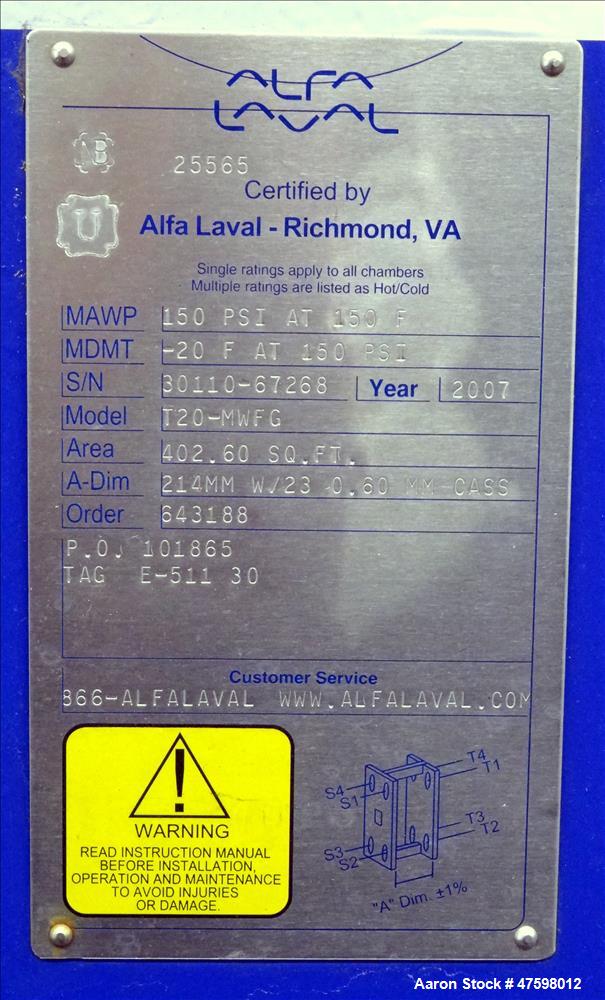 ALFA
LAVAL
NB 25565
U
Certified by
Alfa Laval - Richmond, VA
Single ratings apply to all chambers
Multiple ratings are listed as Hot/Cold
MAWP 150 PSI AT 150 F
MDMT -20 F AT 150 PSI
S/N 30110-67268 Year 2007
Model T20-MWFG
Area 402.60 SQ.FT.
A-Dim 214MM W/23 0.60 MM CASS
Order 643188
P.O. 101865
TAG E-511 30
Customer Service
866-ALFALAVAL WWW.ALFALAVAL.COM
WARNING
READ INSTRUCTION MANUAL
BEFORE INSTALLATION,
OPERATION AND MAINTENANCE
TO AVOID INJURIES
OR DAMAGE.
T4
T1
S4
S1
T3
T2
S3
S2
"A" Dim. ±1%
Aaron Stock # 47598012